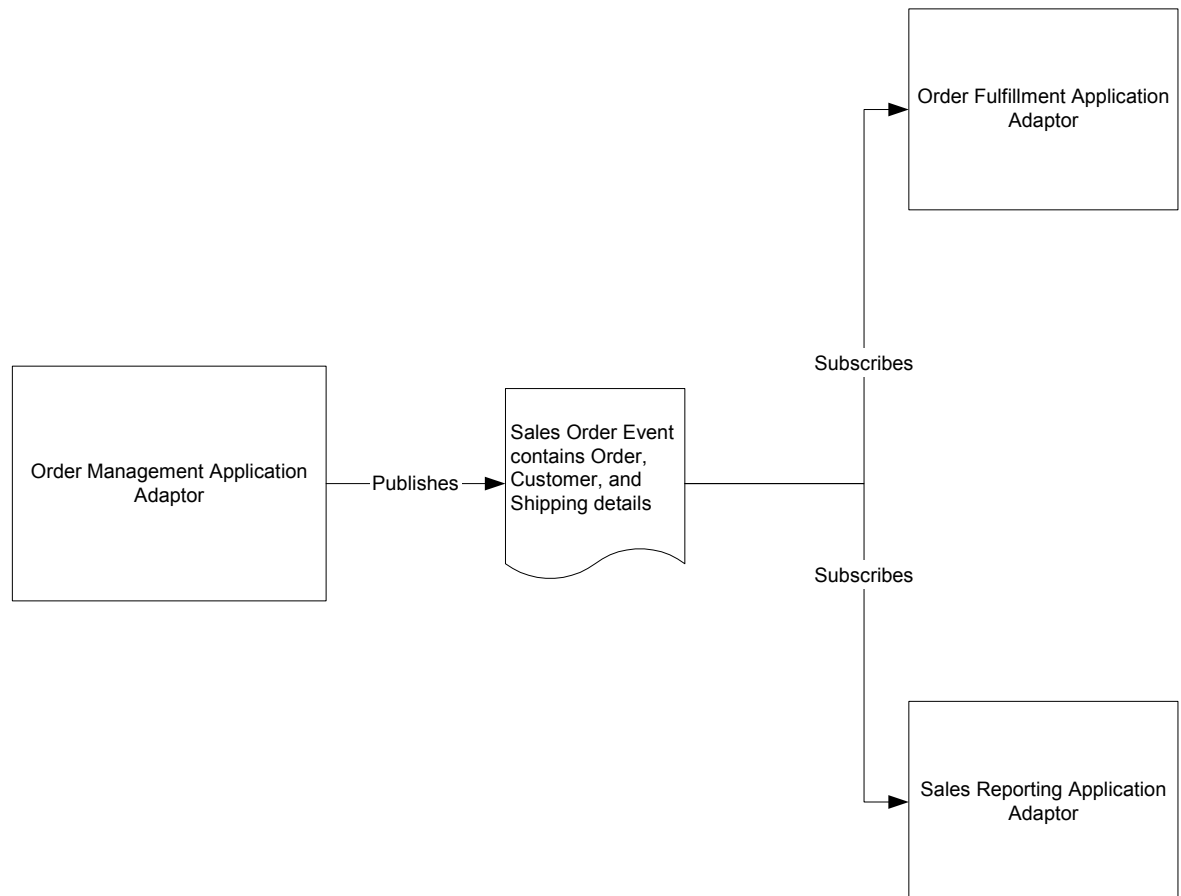 Order Fulfillment Application
Adaptor
Subscribes
Order Management Application
Adaptor
Publishes
Sales Order Event
contains Order,
Customer, and
Shipping details
Subscribes
Sales Reporting Application
Adaptor